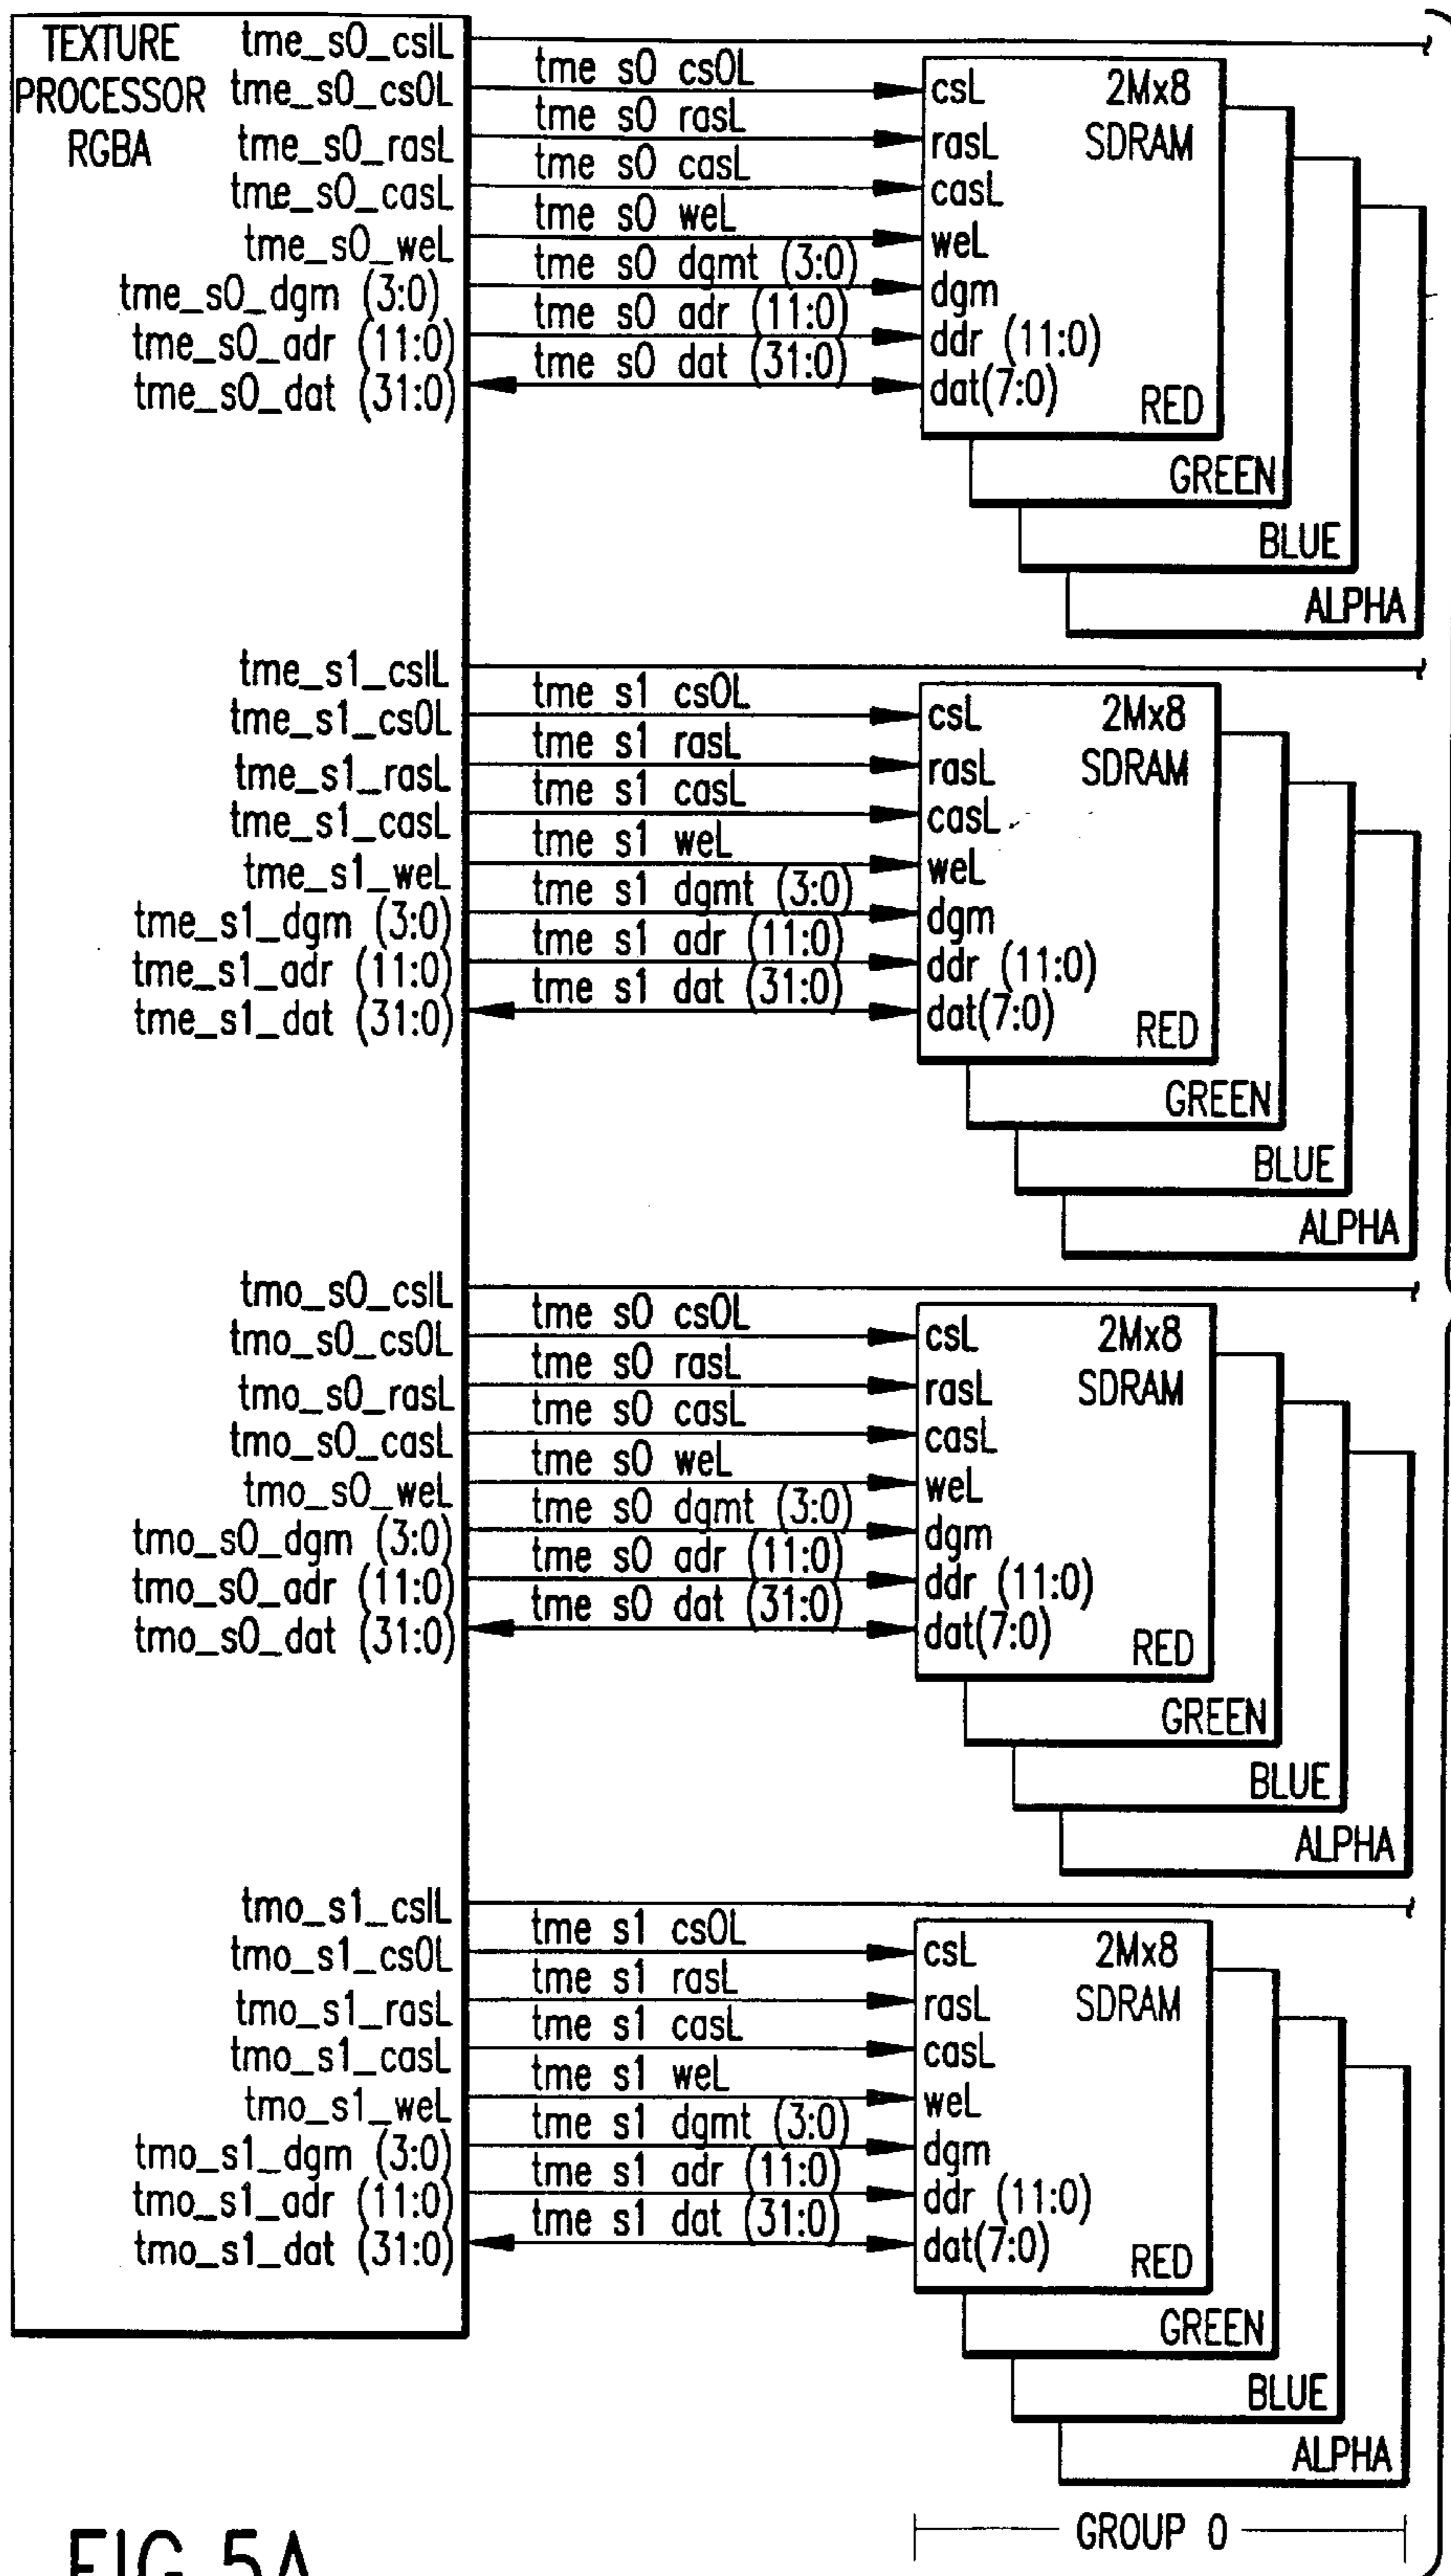 TEXTURE
PROCESSOR
RGBA
tme_s0_cs1L
tme_s0_cs0L
tme_s0_rasL
tme_s0_casL
tme_s0_weL
tme_s0_dgm (3:0)
tme_s0_adr (11:0)
tme_s0_dat (31:0)
tme s0 cs0L
tme s0 rasL
tme s0 casL
tme s0 weL
tme s0 dgmt (3:0)
tme s0 adr (11:0)
tme s0 dat (31:0)
csL
rasL
casL
weL
dgm
ddr (11:0)
dat(7:0)
2Mx8
SDRAM
RED
GREEN
BLUE
ALPHA
tme_s1_cs1L
tme_s1_cs0L
tme_s1_rasL
tme_s1_casL
tme_s1_weL
tme_s1_dgm (3:0)
tme_s1_adr (11:0)
tme_s1_dat (31:0)
tme s1 cs0L
tme s1 rasL
tme s1 casL
tme s1 weL
tme s1 dgmt (3:0)
tme s1 adr (11:0)
tme s1 dat (31:0)
csL
rasL
casL
weL
dgm
ddr (11:0)
dat(7:0)
2Mx8
SDRAM
RED
GREEN
BLUE
ALPHA
tmo_s0_cs1L
tmo_s0_cs0L
tmo_s0_rasL
tmo_s0_casL
tmo_s0_weL
tmo_s0_dgm (3:0)
tmo_s0_adr (11:0)
tmo_s0_dat (31:0)
tme s0 cs0L
tme s0 rasL
tme s0 casL
tme s0 weL
tme s0 dgmt (3:0)
tme s0 adr (11:0)
tme s0 dat (31:0)
csL
rasL
casL
weL
dgm
ddr (11:0)
dat(7:0)
2Mx8
SDRAM
RED
GREEN
BLUE
ALPHA
tmo_s1_cs1L
tmo_s1_cs0L
tmo_s1_rasL
tmo_s1_casL
tmo_s1_weL
tmo_s1_dgm (3:0)
tmo_s1_adr (11:0)
tmo_s1_dat (31:0)
tme s1 cs0L
tme s1 rasL
tme s1 casL
tme s1 weL
tme s1 dgmt (3:0)
tme s1 adr (11:0)
tme s1 dat (31:0)
csL
rasL
casL
weL
dgm
ddr (11:0)
dat(7:0)
2Mx8
SDRAM
RED
GREEN
BLUE
ALPHA
GROUP 0
FIG. 5A